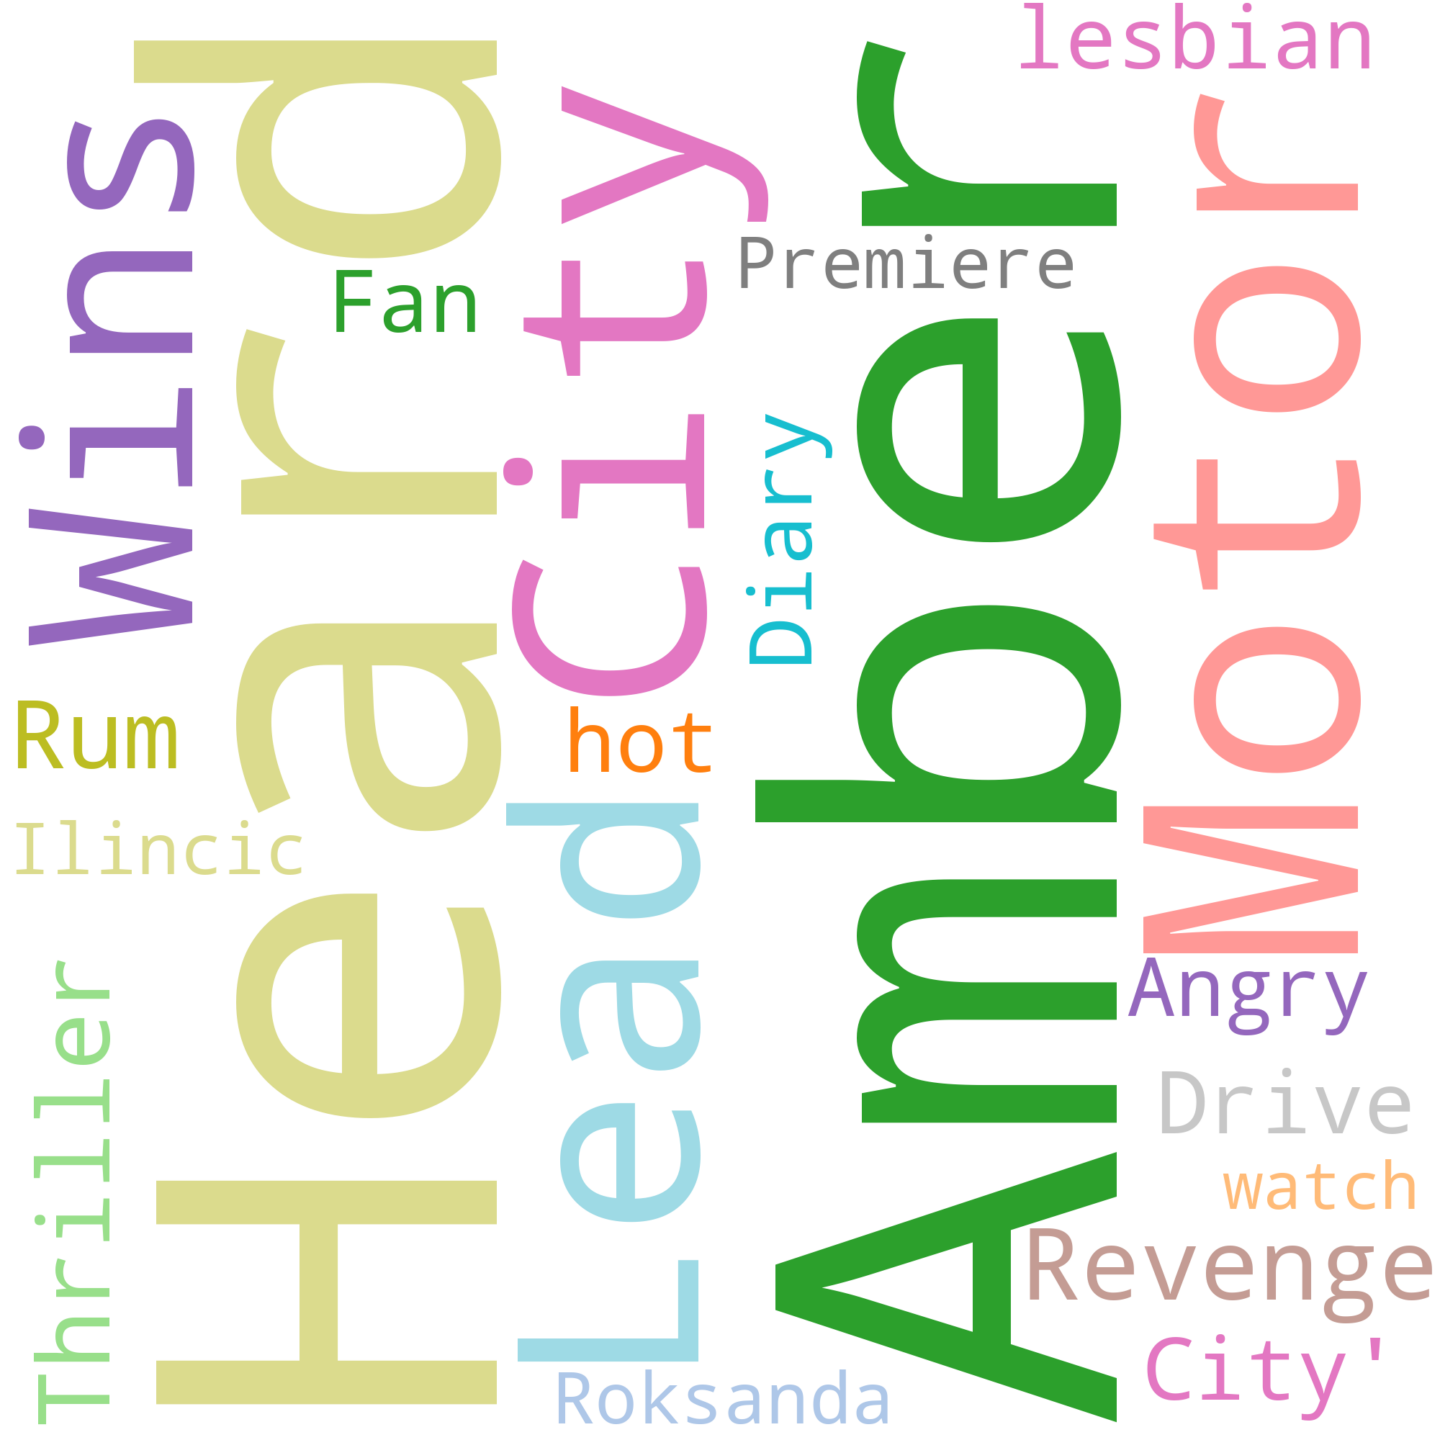 lesbian
Wins
Heard
City
Amber
Motor
Fan
Premiere
Diary
Rum
hot
Ilincic
Lead
Thriller
Angry
Drive
watch
Revenge
City'
Roksanda